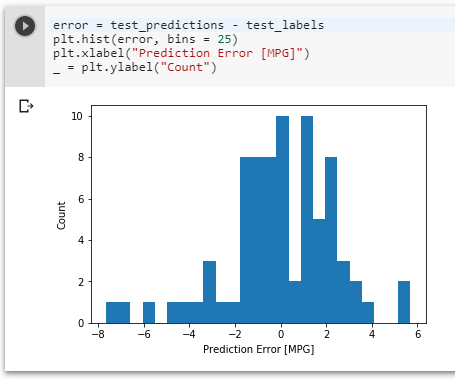 error = test_predictions - test_labels
plt.hist(error, bins = 25)
plt.xlabel("Prediction Error [MPG]")
_ = plt.ylabel("Count")
10
8
6
4
2
0
Count
−8 −6 −4 −2 0 2 4 6
Prediction Error [MPG]